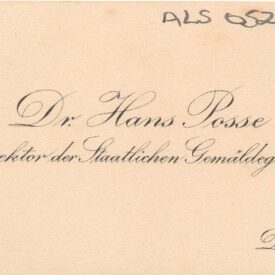 ALS 052
Dr. Hans Posse
ektor der Staatlichen Gemäldeg
D